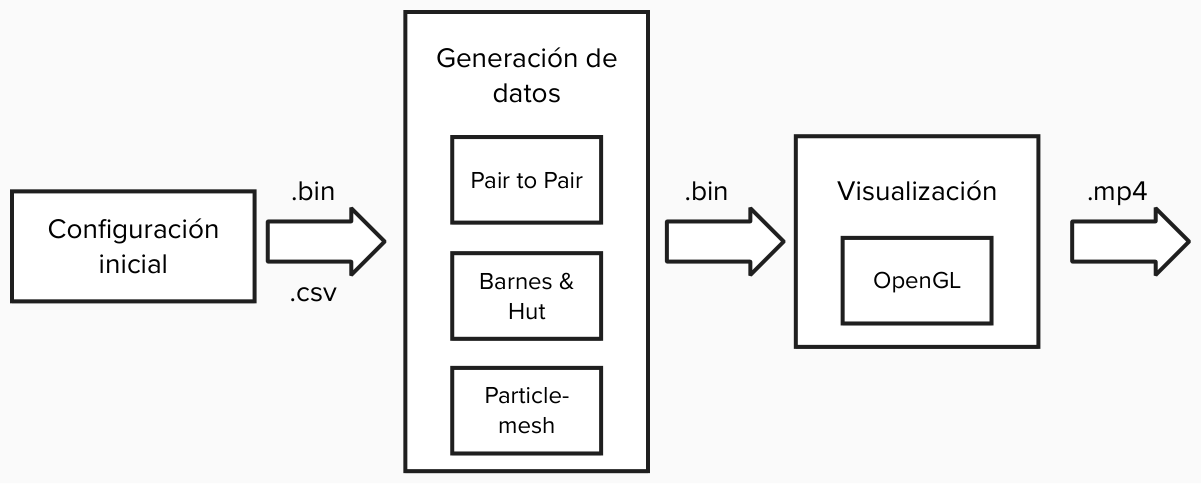 Configuración
inicial
.bin
.csv
Generación de
datos
Pair to Pair
Barnes &
Hut
Particle-
mesh
.bin
Visualización
OpenGL
.mp4